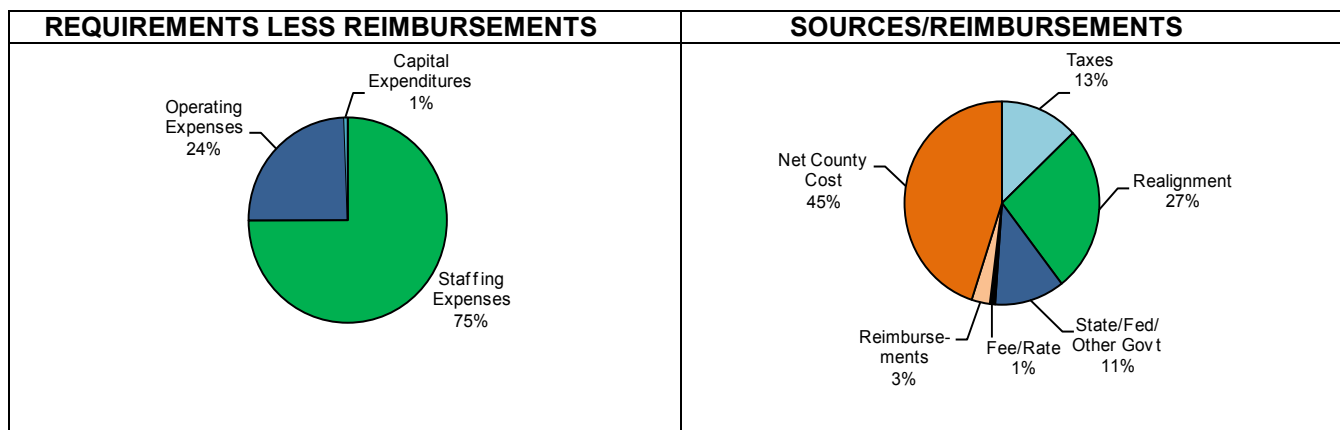 REQUIREMENTS LESS REIMBURSEMENTS
Capital
Expenditures
1%
Operating
Expenses
24%
Staffing
Expenses
75%
SOURCES/REIMBURSEMENTS
Taxes
13%
Realignment
27%
State/Fed/
Other Govt
11%
Fee/Rate
1%
Reimburse-
ments
3%
Net County
Cost
45%